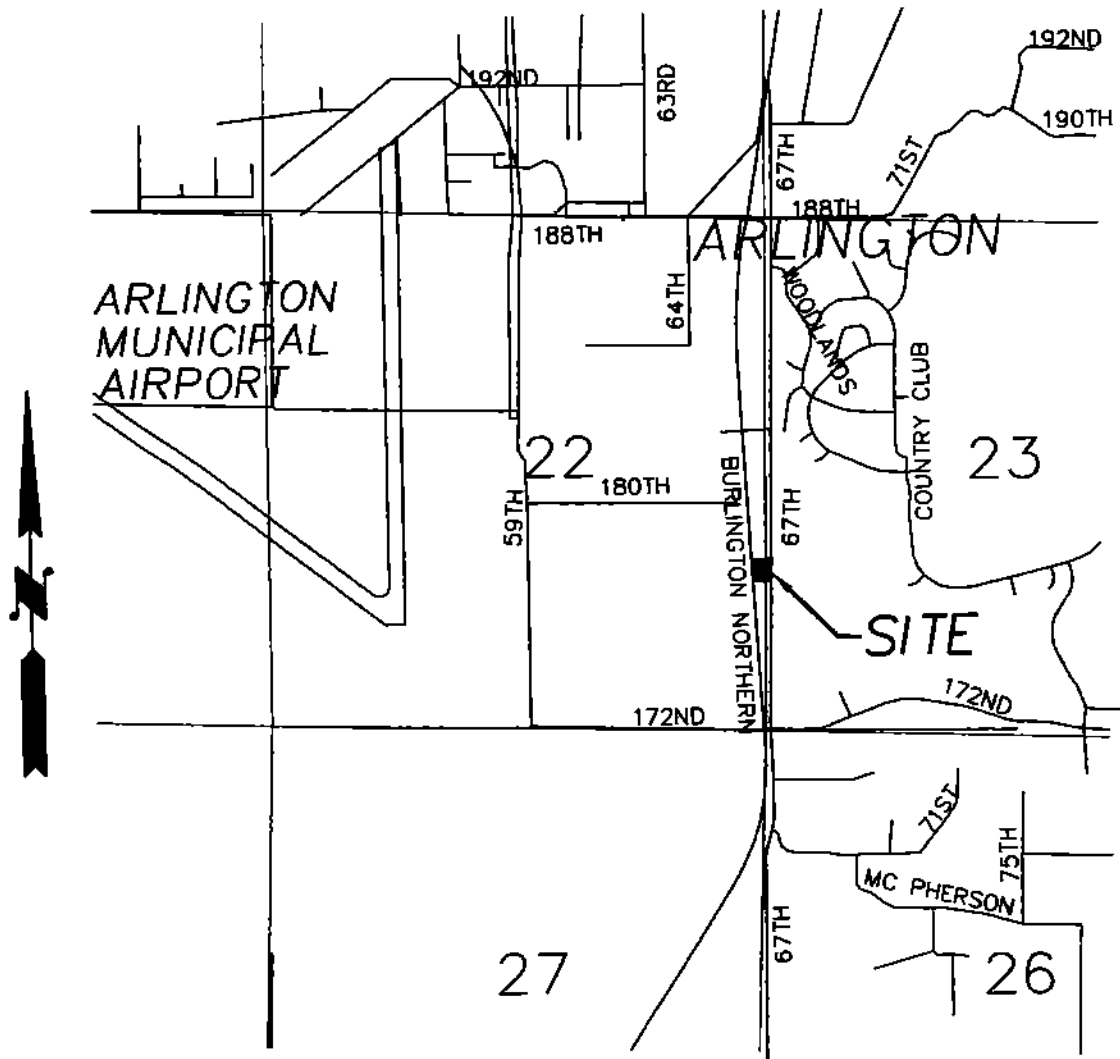 192ND
192ND
63RD
190TH
67TH
71ST
188TH
188TH
ARLINGTON
ARLINGTON
MUNICIPAL
AIRPORT
64TH
WOODLANDS
COUNTRY CLUB
22
23
180TH
59TH
BURLINGTON NORTHERN
67TH
N
SITE
172ND
172ND
71ST
75TH
MC PHERSON
67TH
27
26